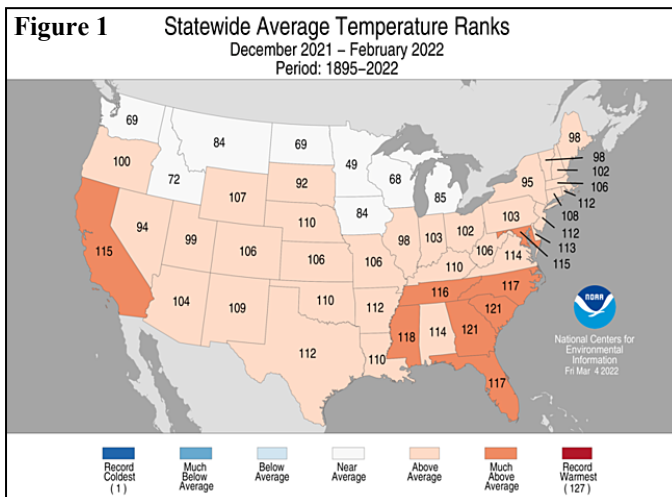 Figure 1
Statewide Average Temperature Ranks
December 2021 – February 2022
Period: 1895–2022
69
84
69
49
98
100
72
92
68
85
95
98
102
107
84
106
112
94
99
110
98
103
102
103
108
112
113
115
106
106
106
106
110
114
115
104
109
110
112
116
117
121
112
110
118
114
121
117
NOAA
National Centers for
Environmental
Information
Fri Mar 4 2022
Record
Coldest
( 1 )
Much
Below
Average
Below
Average
Near
Average
Above
Average
Much
Above
Average
Record
Warmest
( 127 )